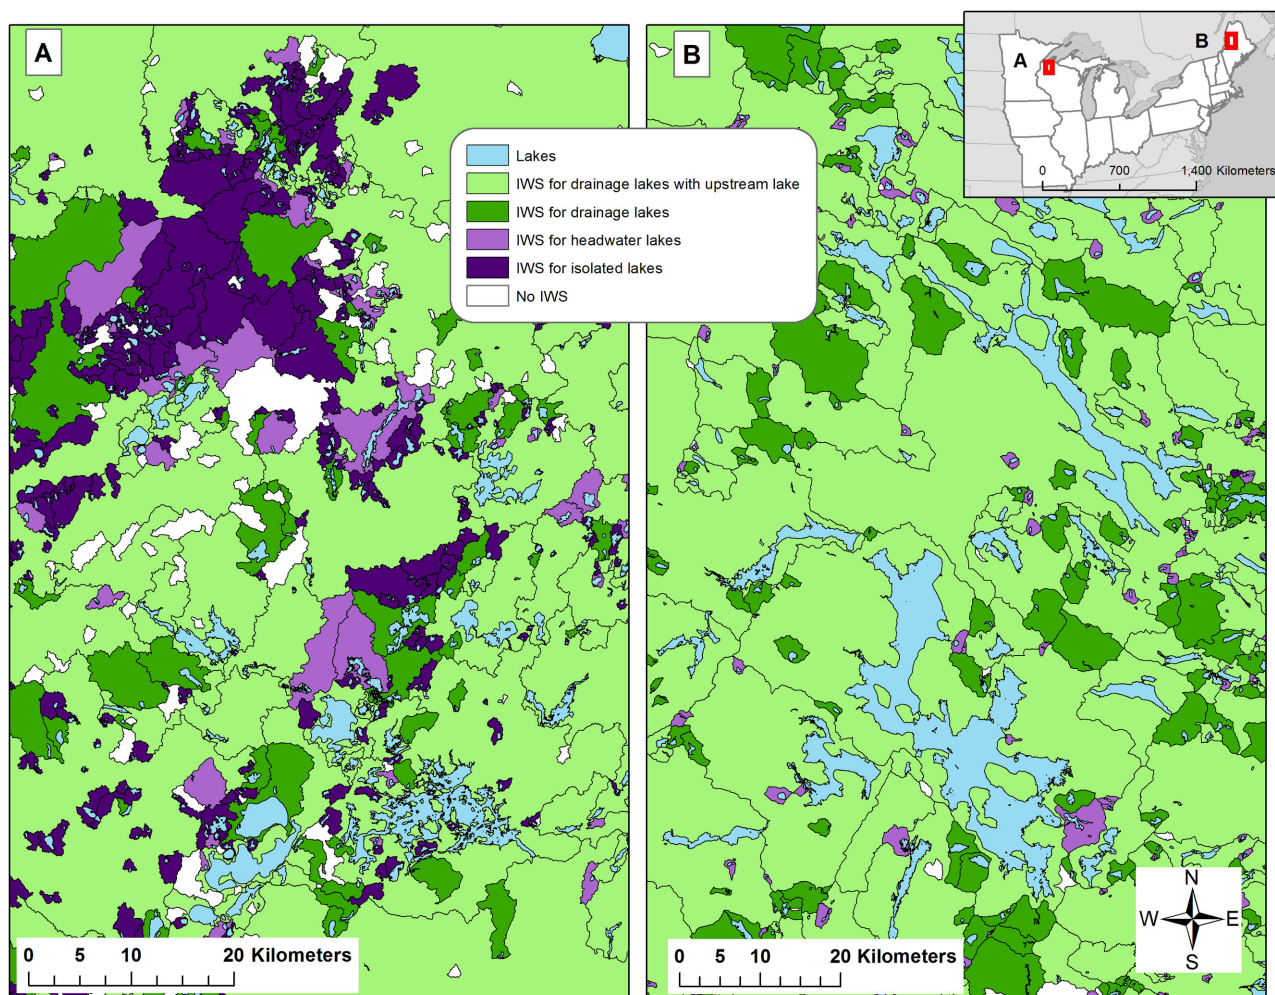 A
B
A
B
0 700 1,400 Kilometers
Lakes
IWS for drainage lakes with upstream lake
IWS for drainage lakes
IWS for headwater lakes
IWS for isolated lakes
No IWS
0 5 10 20 Kilometers
0 5 10 20 Kilometers
N
W E
S